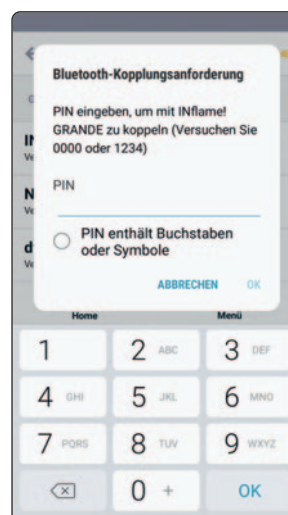 Bluetooth-Kopplungsanforderung
PIN eingeben, um mit INflame!
GRANDE zu koppeln (Versuchen Sie
0000 oder 1234)
PIN
PIN enthält Buchstaben
oder Symbole
ABBRECHEN OK
Home Menü
1 2 ABC 3 DEF
4 GHI 5 JKL 6 MNO
7 PQRS 8 TUV 9 WXYZ
0 + OK